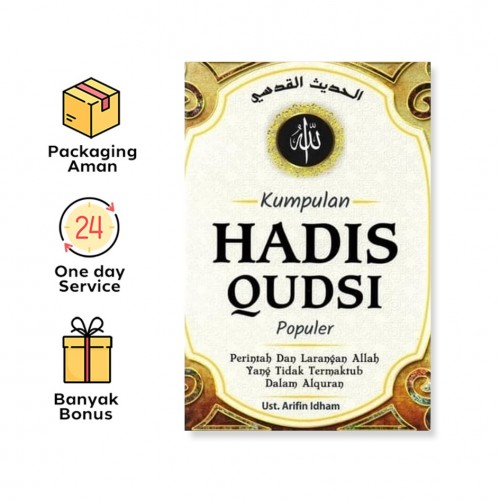 Packaging
Aman
24
One day
Service
Banyak
Bonus
الحديث القدسي
الله
Kumpulan
HADIS
QUDSI
Populer
Perintah Dan Larangan Allah
Yang Tidak Termaktub
Dalam Alquran
Ust. Arifin Idham